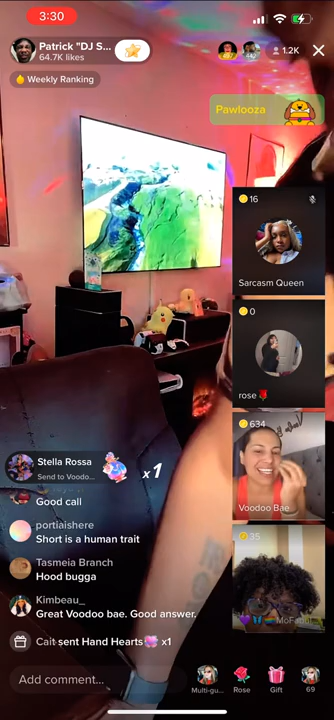 3:30
Patrick "DJ S...
64.7K likes
1.2K
Weekly Ranking
Pawlooza
16
Sarcasm Queen
0
rose
634
Voodoo Bae
35
MoFabul
Stella Rossa
Send to Voodo...
x1
Good call
portiaishere
Short is a human trait
Tasmeia Branch
Hood bugga
Kimbeau_
Great Voodoo bae. Good answer.
Cait sent Hand Hearts x1
Add comment...
Multi-gu...
Rose
Gift
69